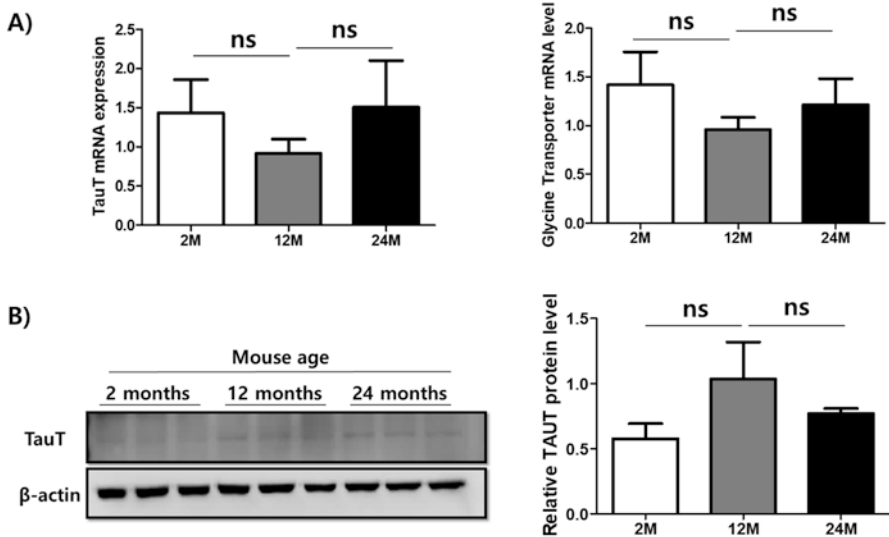 A)
TauT mRNA expression
2.5
2.0
1.5
1.0
0.5
0.0
ns
ns
2M
12M
24M
Glycine Transporter mRNA level
2.0
1.5
1.0
0.5
0.0
ns
ns
2M
12M
24M
B)
Mouse age
2 months 12 months 24 months
TauT
β-actin
Relative TAUT protein level
1.5
1.0
0.5
0.0
ns
ns
2M
12M
24M